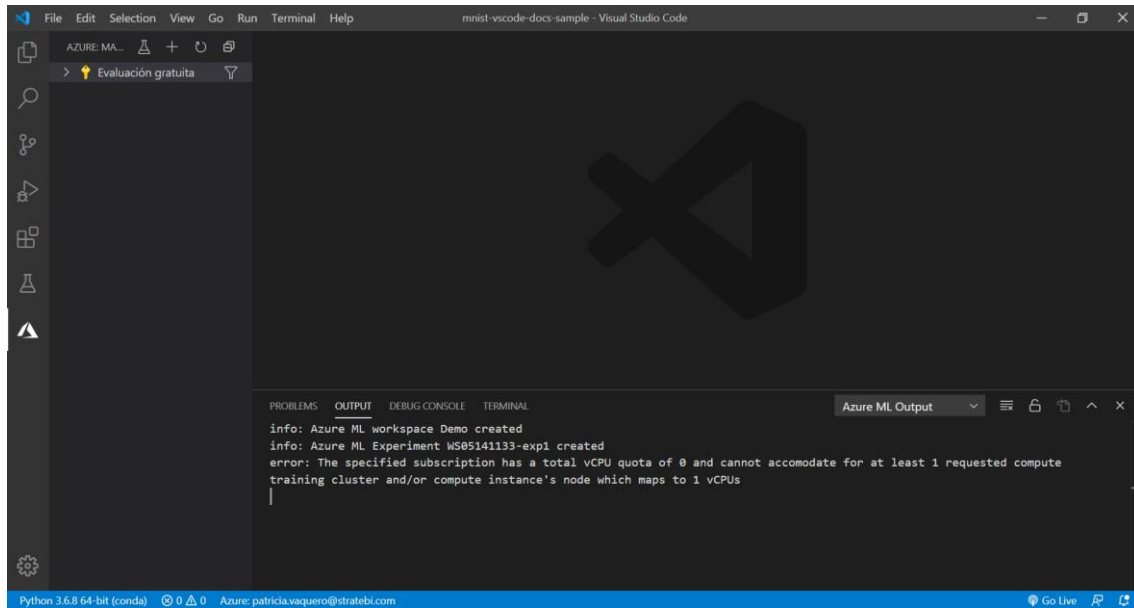 File Edit Selection View Go Run Terminal Help mnist-vscode-docs-sample - Visual Studio Code
AZURE: MA...
Evaluación gratuita
PROBLEMS OUTPUT DEBUG CONSOLE TERMINAL Azure ML Output
info: Azure ML workspace Demo created
info: Azure ML Experiment WS05141133-exp1 created
error: The specified subscription has a total vCPU quota of 0 and cannot accomodate for at least 1 requested compute
training cluster and/or compute instance's node which maps to 1 vCPUs
Python 3.6.8 64-bit (conda) 0 0 Azure: patricia.vaquero@stratebi.com Go Live